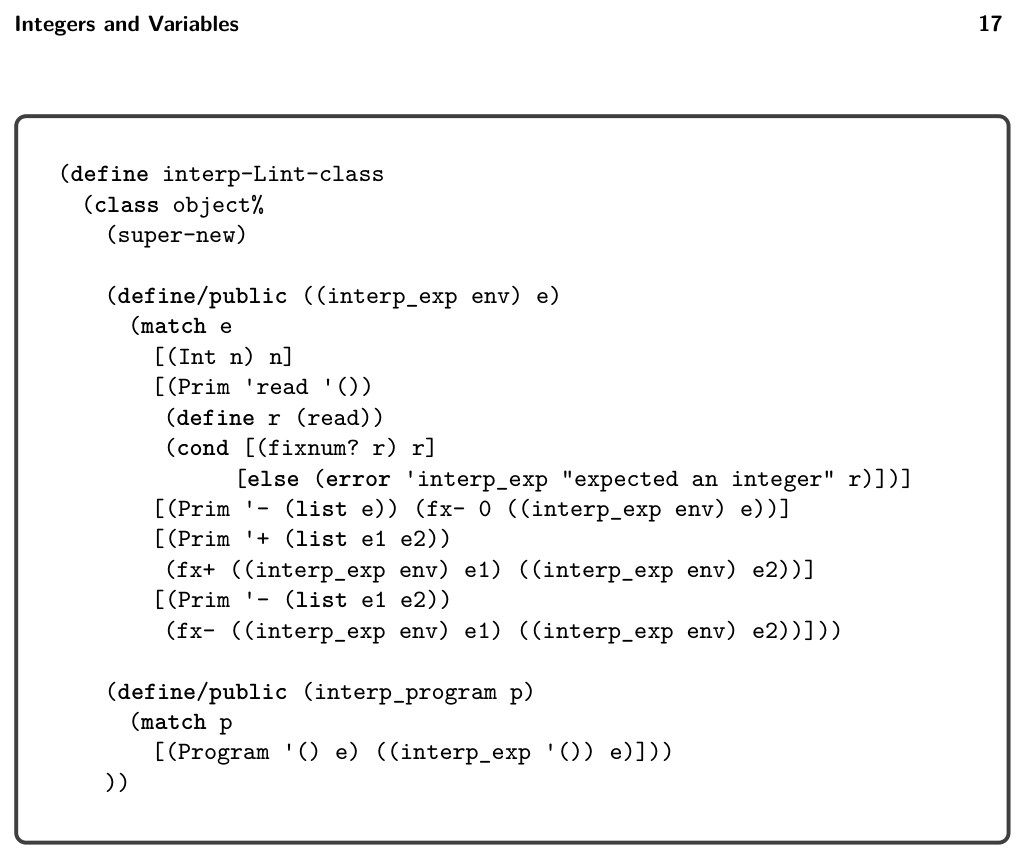 Integers and Variables 17
(define interp-Lint-class
(class object%
(super-new)
(define/public ((interp_exp env) e)
(match e
[(Int n) n]
[(Prim 'read '())
(define r (read))
(cond [(fixnum? r) r]
[else (error 'interp_exp "expected an integer" r)])]
[(Prim '- (list e)) (fx- 0 ((interp_exp env) e))]
[(Prim '+ (list e1 e2))
(fx+ ((interp_exp env) e1) ((interp_exp env) e2))]
[(Prim '- (list e1 e2))
(fx- ((interp_exp env) e1) ((interp_exp env) e2))]))
(define/public (interp_program p)
(match p
[(Program '() e) ((interp_exp '()) e)]))
))